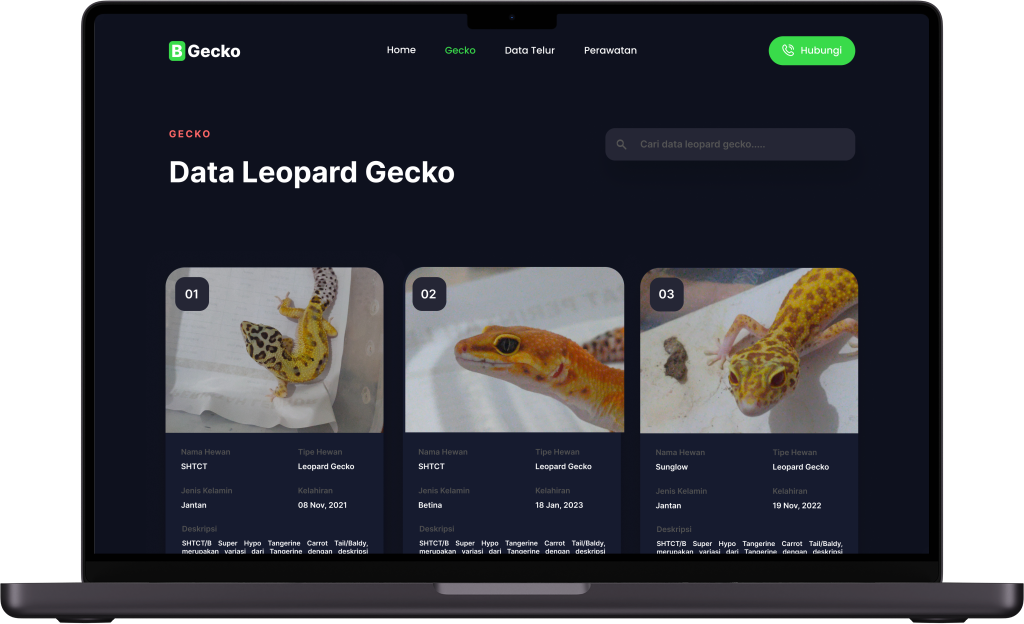 B Gecko
Home Gecko Data Telur Perawatan
Hubungi
GECKO
Data Leopard Gecko
Cari data leopard gecko.....
01
Nama Hewan Tipe Hewan
SHTCT Leopard Gecko
Jenis Kelamin Kelahiran
Jantan 08 Nov, 2021
Deskripsi
SHTCT/B Super Hypo Tangerine Carrot Tail/Baldy,
merupakan variasi dari Tangerine dengan deskripsi
02
Nama Hewan Tipe Hewan
SHTCT Leopard Gecko
Jenis Kelamin Kelahiran
Betina 18 Jan, 2023
Deskripsi
SHTCT/B Super Hypo Tangerine Carrot Tail/Baldy,
merupakan variasi dari Tangerine dengan deskripsi
03
Nama Hewan Tipe Hewan
Sunglow Leopard Gecko
Jenis Kelamin Kelahiran
Jantan 19 Nov, 2022
Deskripsi
SHTCT/B Super Hypo Tangerine Carrot Tail/Baldy,
merupakan variasi dari Tangerine dengan deskripsi